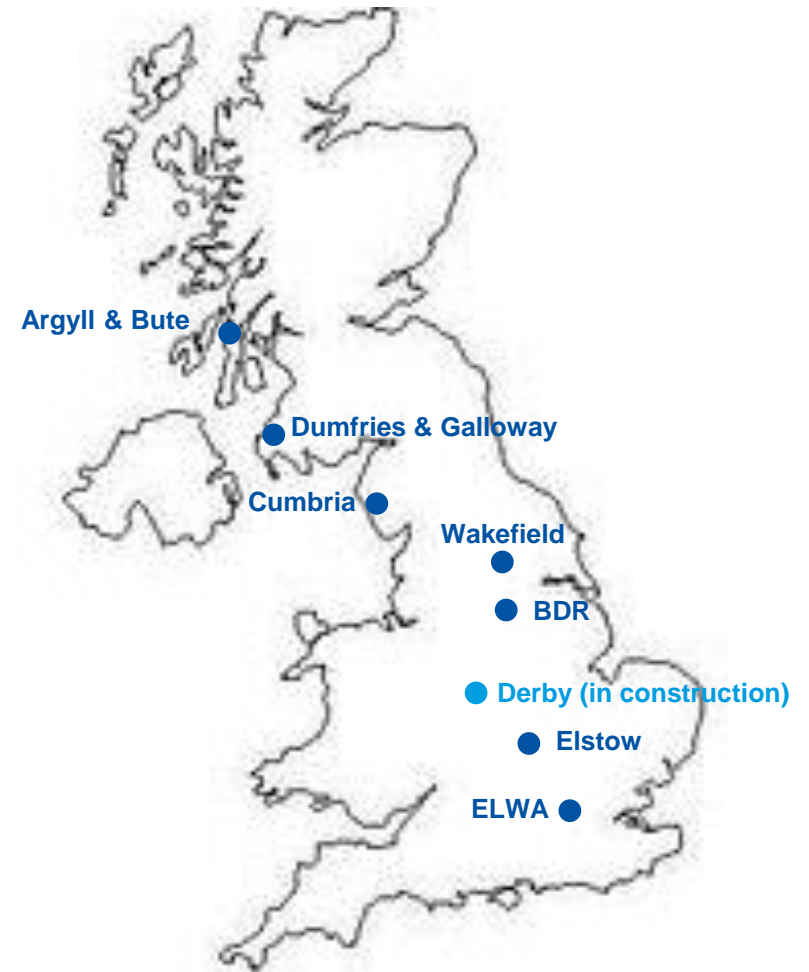 Argyll & Bute
Dumfries & Galloway
Cumbria
Wakefield
BDR
Derby (in construction)
Elstow
ELWA